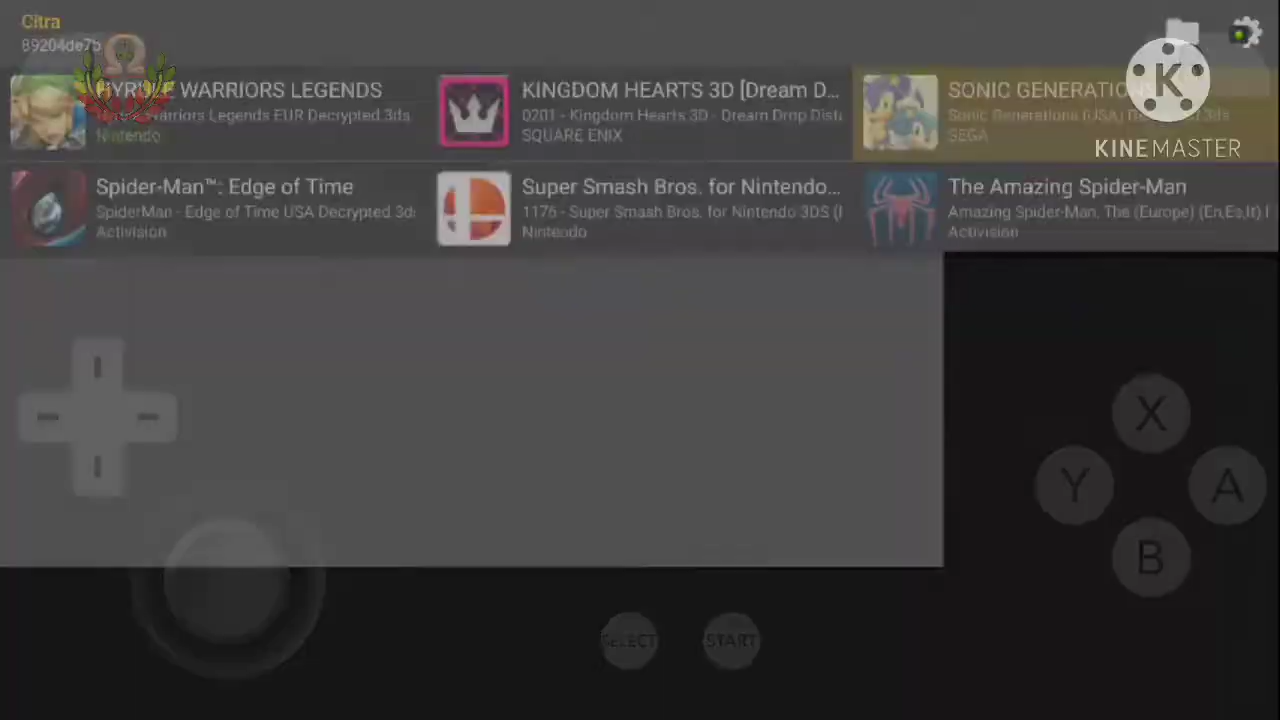 Citra
89204de7b
HYRULE WARRIORS LEGENDS
Warriors Legends EUR Decrypted 3ds
Nintendo
KINGDOM HEARTS 3D [Dream D...
0201 - Kingdom Hearts 3D - Dream Drop Dist
SQUARE ENIX
SONIC GENERATIONS
Sonic Generations (USA) Decrypted 3ds
SEGA
K
KINEMASTER
Spider-Man™: Edge of Time
SpiderMan - Edge of Time USA Decrypted 3d
Activision
Super Smash Bros. for Nintendo...
1176 - Super Smash Bros. for Nintendo 3DS (
Nintendo
The Amazing Spider-Man
Amazing Spider-Man, The (Europe) (En,Es,It)
Activision
X
Y
A
B
SELECT
START